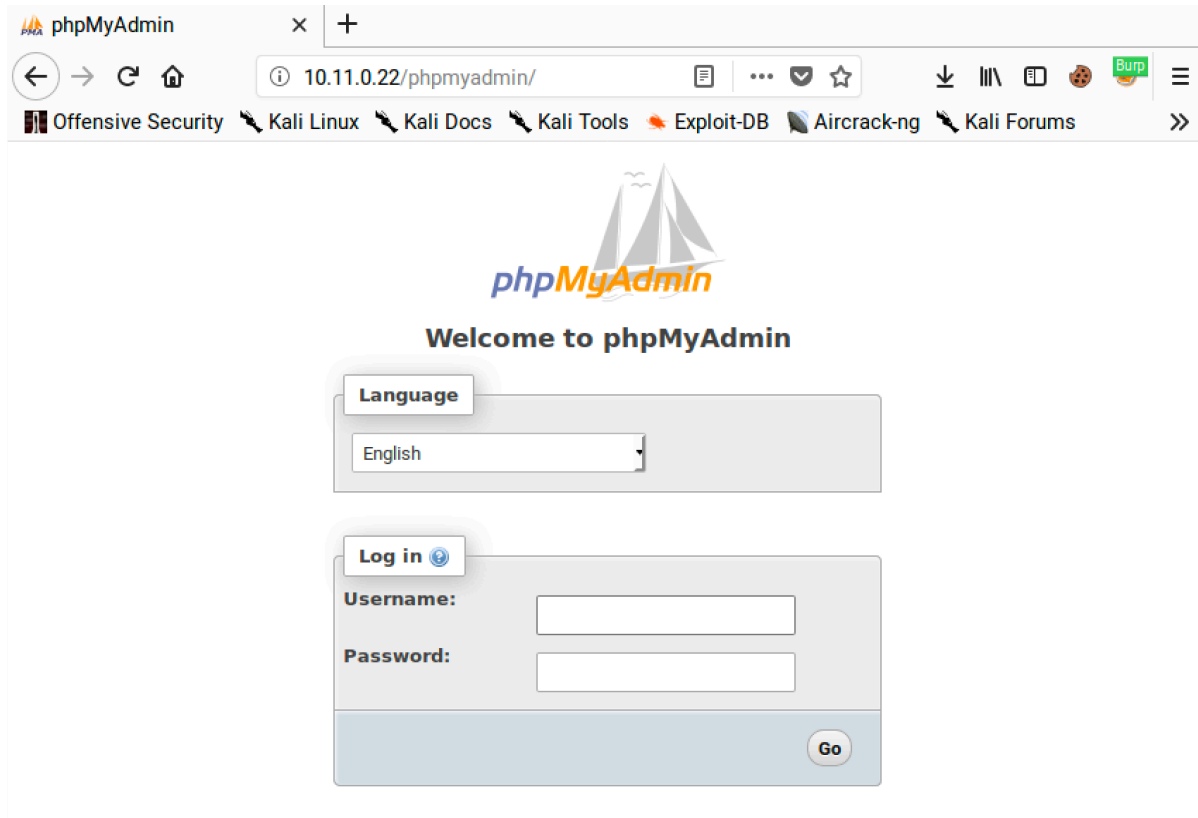 phpMyAdmin
10.11.0.22/phpmyadmin/
Burp
Offensive Security Kali Linux Kali Docs Kali Tools Exploit-DB Aircrack-ng Kali Forums
phpMyAdmin
Welcome to phpMyAdmin
Language
English
Log in
Username:
Password:
Go